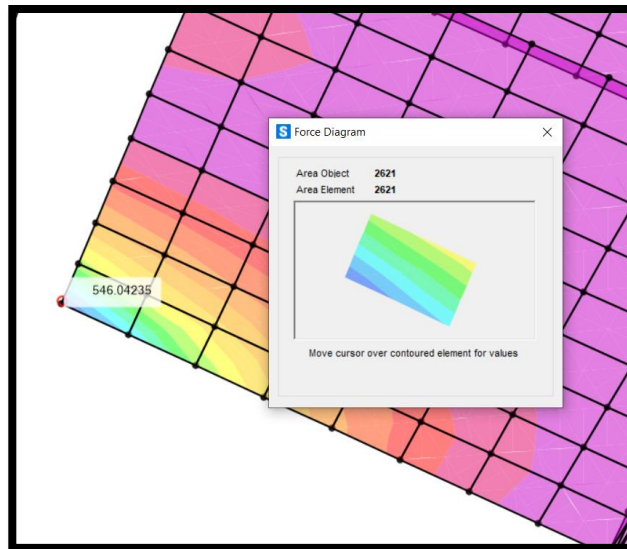 S Force Diagram
Area Object 2621
Area Element 2621
546.04235
Move cursor over contoured element for values